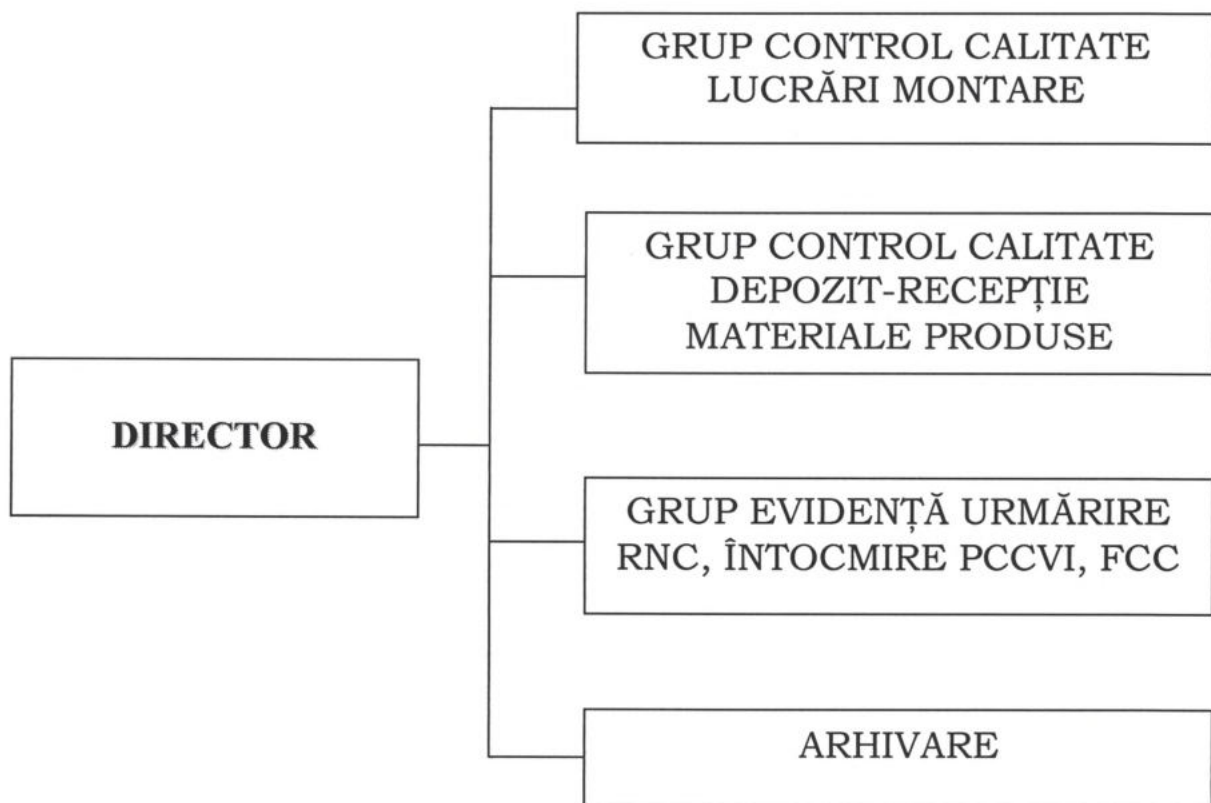 GRUP CONTROL CALITATE
LUCRĂRI MONTARE
GRUP CONTROL CALITATE
DEPOZIT-RECEPȚIE
MATERIALE PRODUSE
DIRECTOR
GRUP EVIDENȚĂ URMĂRIRE
RNC, ÎNTOCMIRE PCCVI, FCC
ARHIVARE